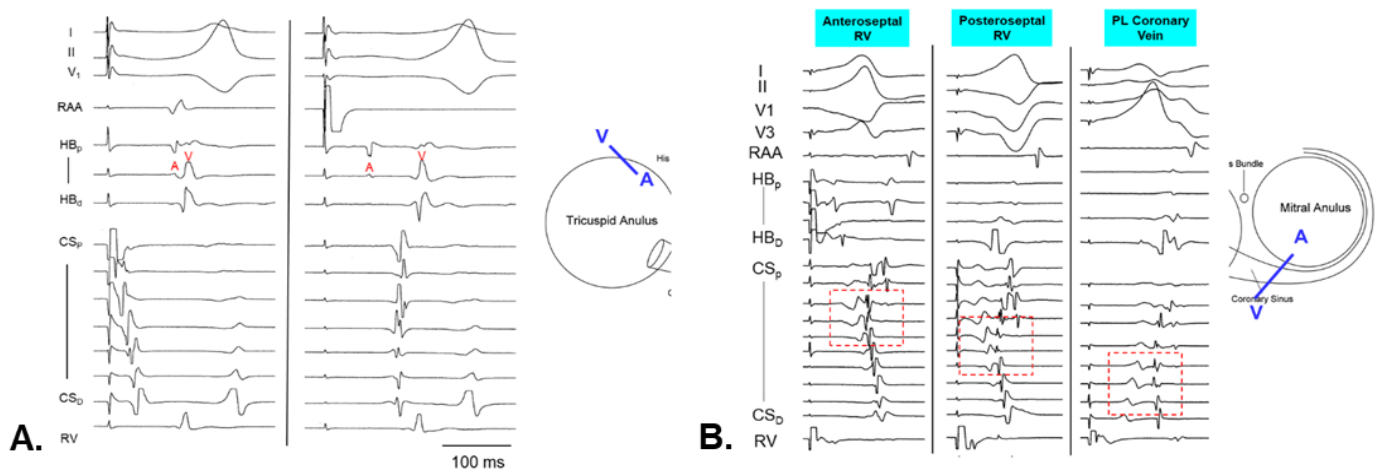 I
II
V1
RAA
HBp
A V
A
V
HBd
CSP
CSD
RV
100 ms
A.
V
A
His
Tricuspid Anulus
C
Anteroseptal
RV
Posteroseptal
RV
PL Coronary
Vein
I
II
V1
V3
RAA
HBp
HBD
CSp
CSD
RV
B.
s Bundle
Mitral Anulus
A
Coronary Sinus
V